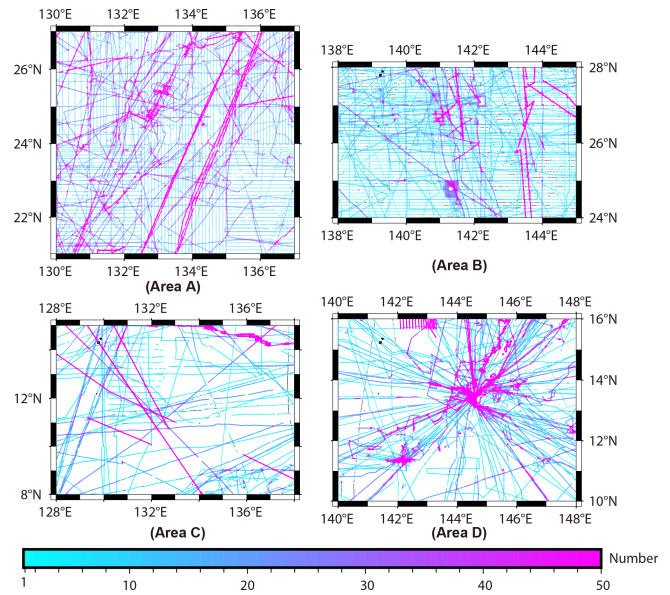 130°E 132°E 134°E 136°E
26°N
24°N
22°N
130°E 132°E 134°E 136°E
(Area A)
138°E 140°E 142°E 144°E
28°N
26°N
24°N
138°E 140°E 142°E 144°E
(Area B)
128°E 132°E 136°E
12°N
8°N
128°E 132°E 136°E
(Area C)
140°E 142°E 144°E 146°E 148°E
16°N
14°N
12°N
10°N
140°E 142°E 144°E 146°E 148°E
(Area D)
Number
1 10 20 30 40 50